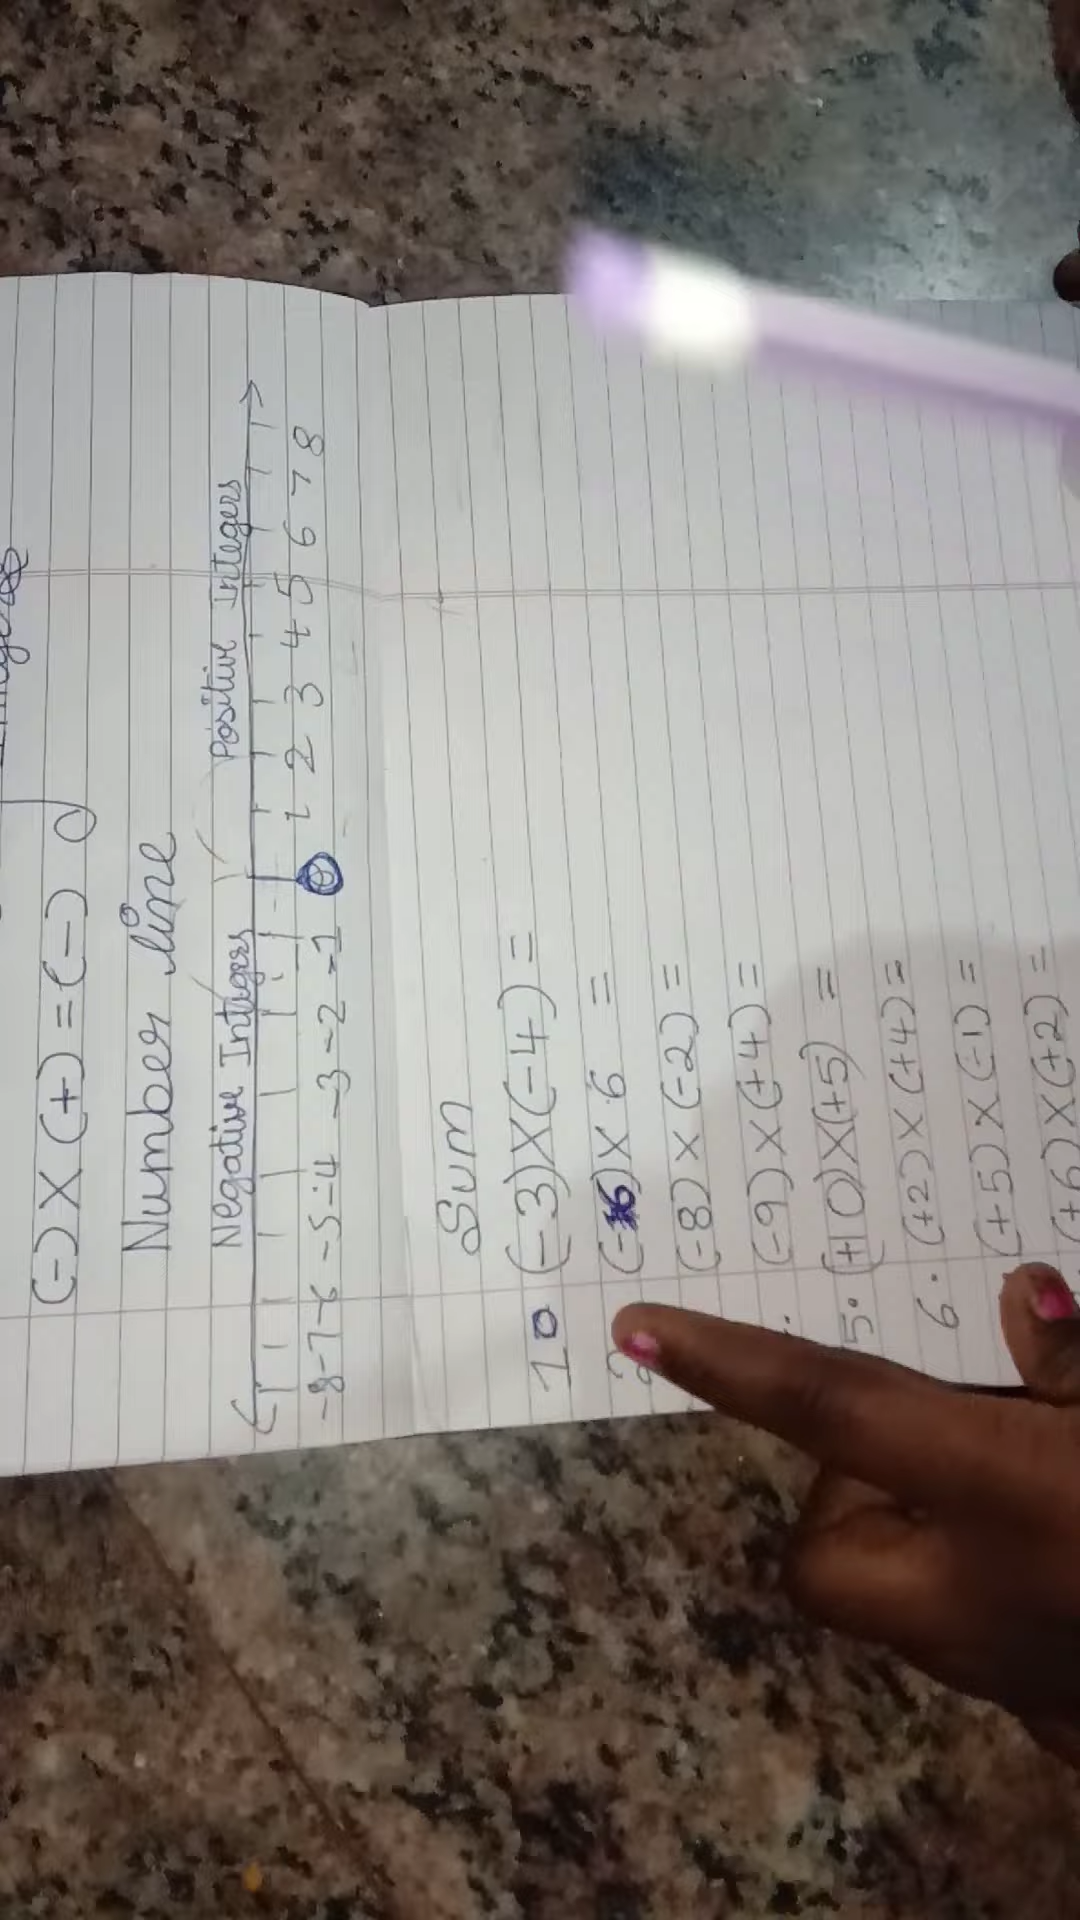 (-) X (+) = (-)
Number line
Negative Intigers Positive Integers
-8 -7 -6 -5 -4 -3 -2 -1 0 1 2 3 4 5 6 7 8
Sum
1. (-3)X(-4) =
(-6)X 6 =
(-8) X (-2) =
(-9) X (+4) =
5. (+10)X(+5) =
6. (+2) X (+4) =
(+5) X (-1) =
(+6) X (+2) =